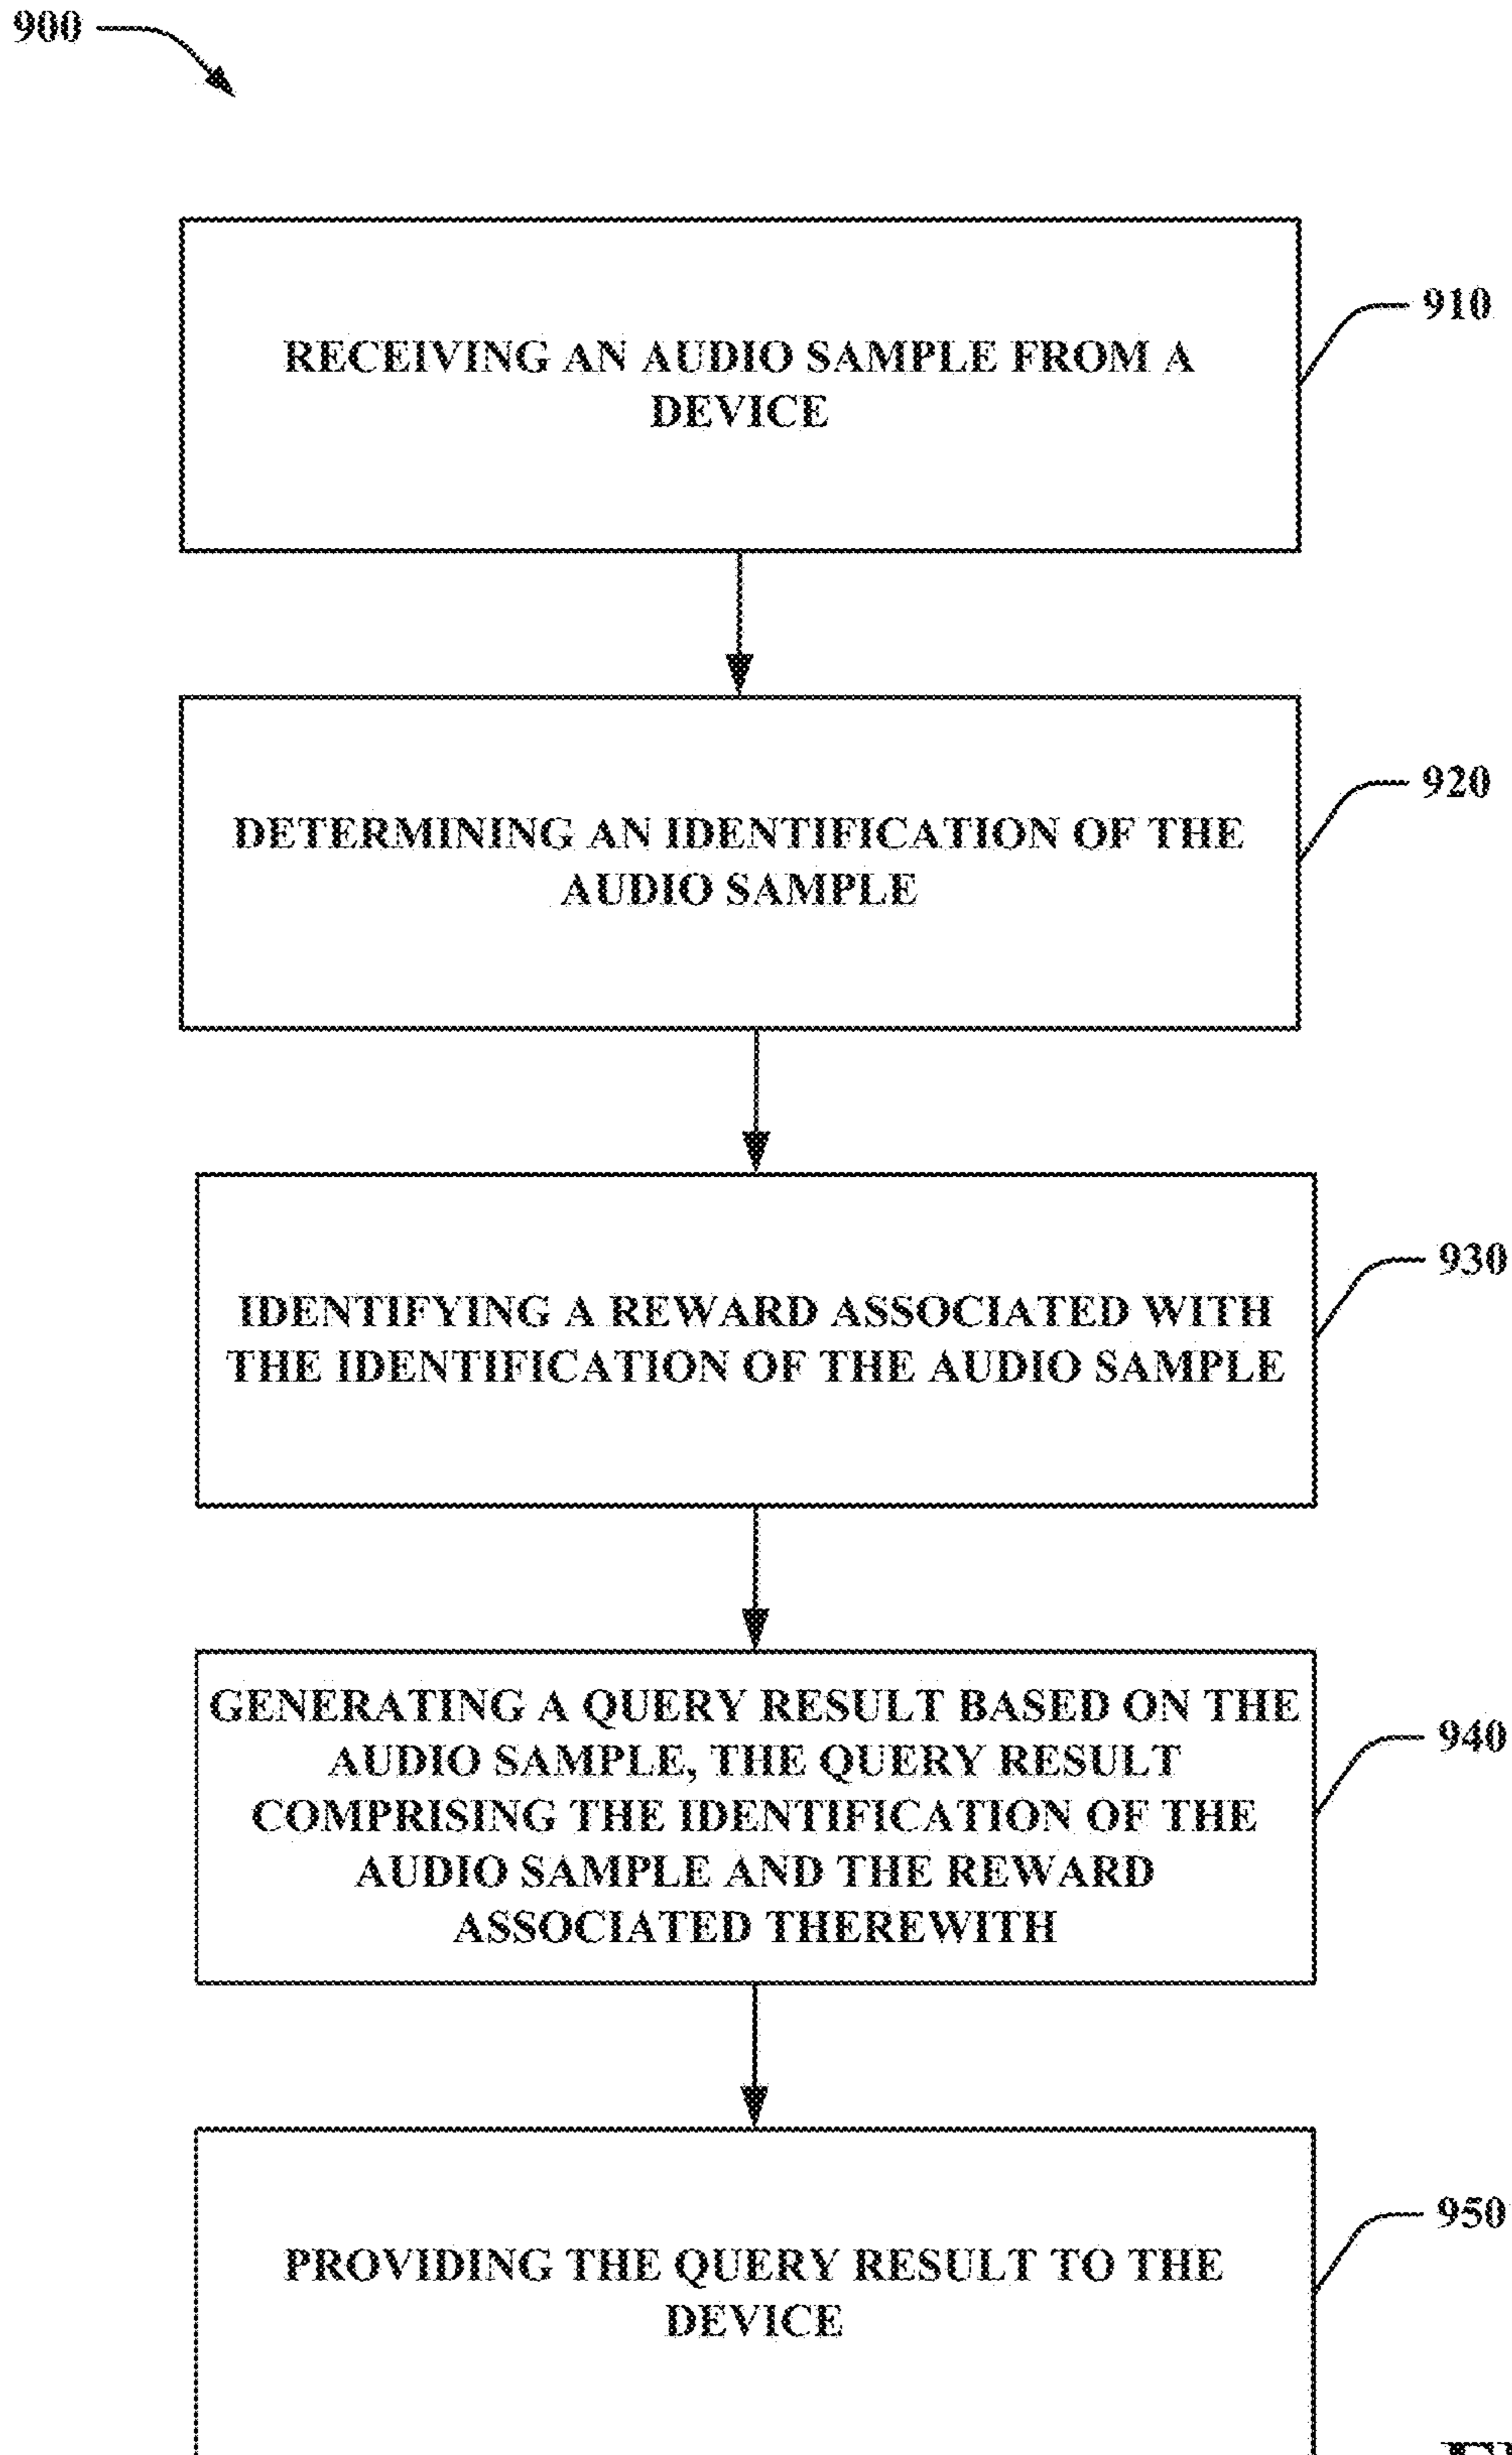 900
RECEIVING AN AUDIO SAMPLE FROM A
DEVICE
910
DETERMINING AN IDENTIFICATION OF THE
AUDIO SAMPLE
920
IDENTIFYING A REWARD ASSOCIATED WITH
THE IDENTIFICATION OF THE AUDIO SAMPLE
930
GENERATING A QUERY RESULT BASED ON THE
AUDIO SAMPLE, THE QUERY RESULT
COMPRISING THE IDENTIFICATION OF THE
AUDIO SAMPLE AND THE REWARD
ASSOCIATED THEREWITH
940
PROVIDING THE QUERY RESULT TO THE
DEVICE
950